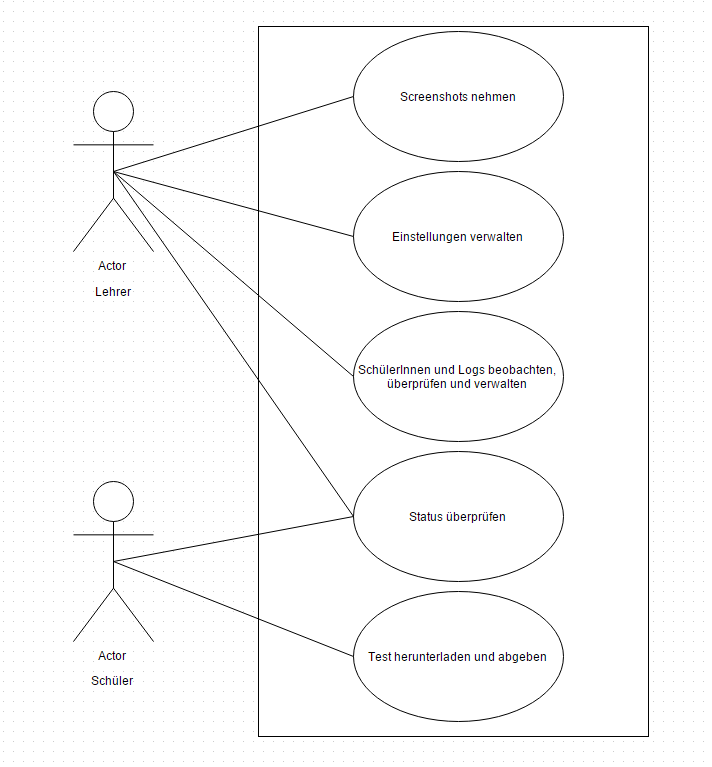 Screenshots nehmen
Einstellungen verwalten
Actor
Lehrer
SchülerInnen und Logs beobachten,
überprüfen und verwalten
Status überprüfen
Actor
Schüler
Test herunterladen und abgeben